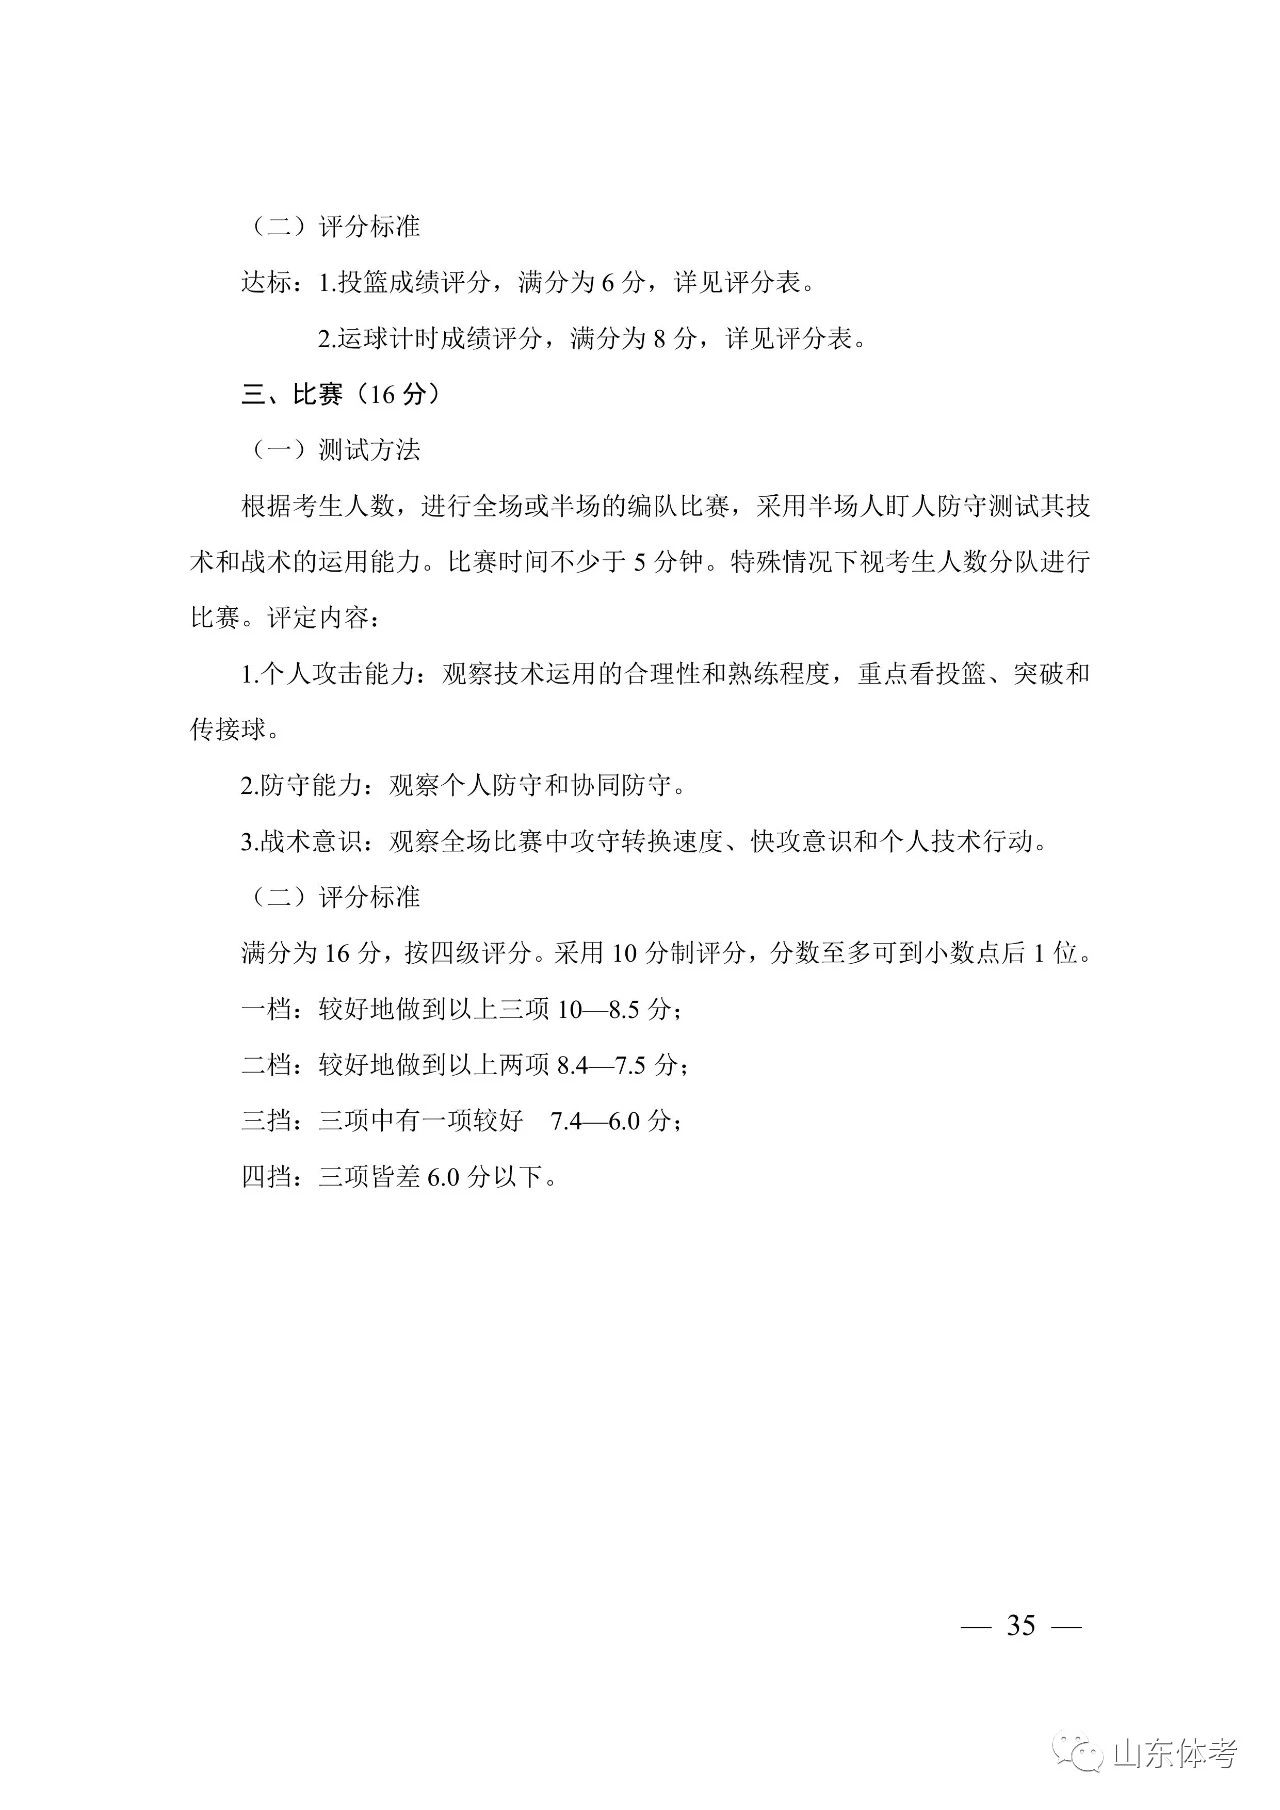 （二）评分标准
达标：1.投篮成绩评分，满分为 6 分，详见评分表。
2.运球计时成绩评分，满分为 8 分，详见评分表。
三、比赛（16 分）
（一）测试方法
根据考生人数，进行全场或半场的编队比赛，采用半场人盯人防守测试其技
术和战术的运用能力。比赛时间不少于 5 分钟。特殊情况下视考生人数分队进行
比赛。评定内容：
1.个人攻击能力：观察技术运用的合理性和熟练程度，重点看投篮、突破和
传接球。
2.防守能力：观察个人防守和协同防守。
3.战术意识：观察全场比赛中攻守转换速度、快攻意识和个人技术行动。
（二）评分标准
满分为 16 分，按四级评分。采用 10 分制评分，分数至多可到小数点后 1 位。
一档：较好地做到以上三项 10—8.5 分；
二档：较好地做到以上两项 8.4—7.5 分；
三挡：三项中有一项较好　7.4—6.0 分；
四挡：三项皆差 6.0 分以下。
— 35 —
山东体考